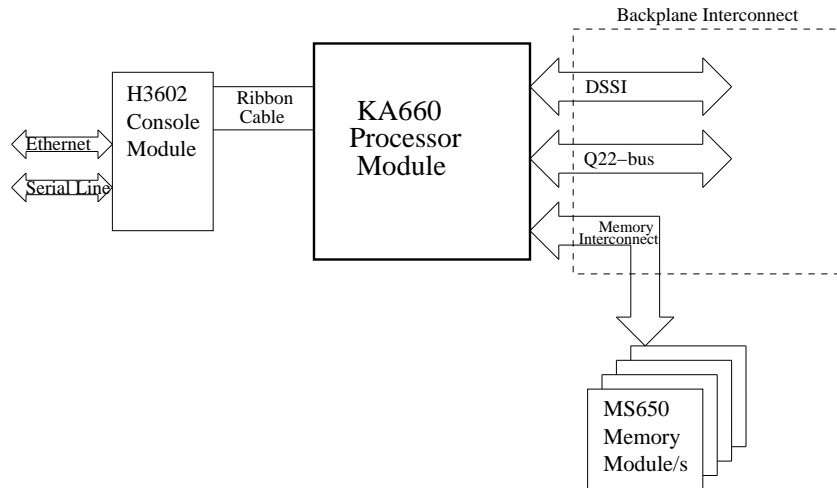 Backplane Interconnect
H3602
Console
Module
Ribbon
Cable
KA660
Processor
Module
DSSI
Ethernet
Q22−bus
Serial Line
Memory
Interconnect
MS650
Memory
Module/s